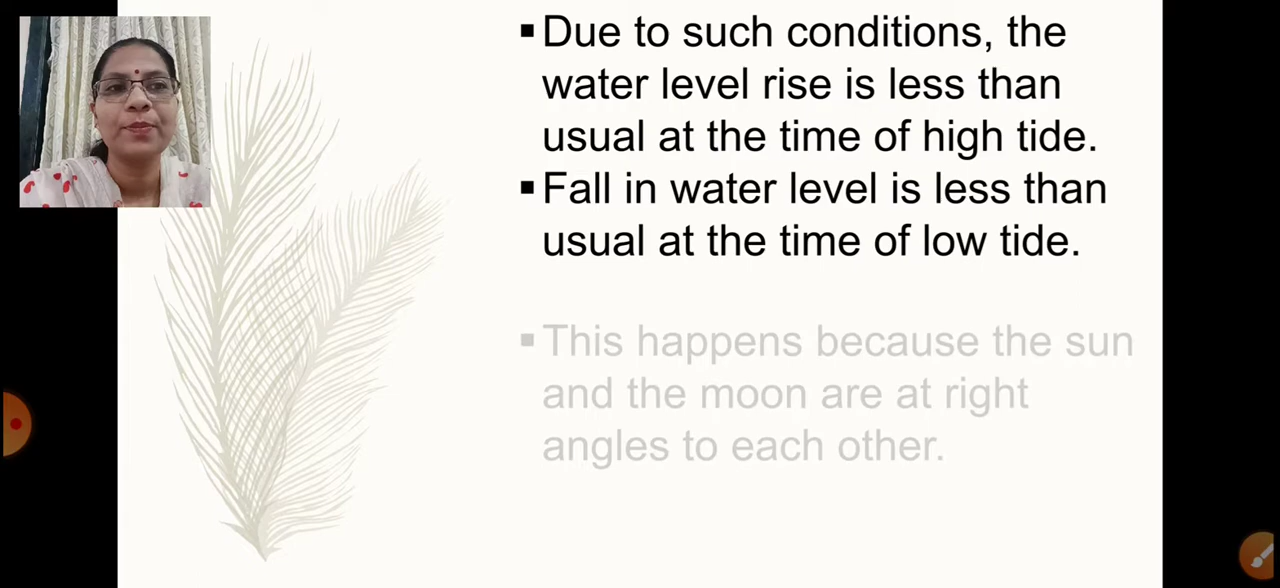 ▪Due to such conditions, the
water level rise is less than
usual at the time of high tide.
▪Fall in water level is less than
usual at the time of low tide.
▪This happens because the sun
and the moon are at right
angles to each other.